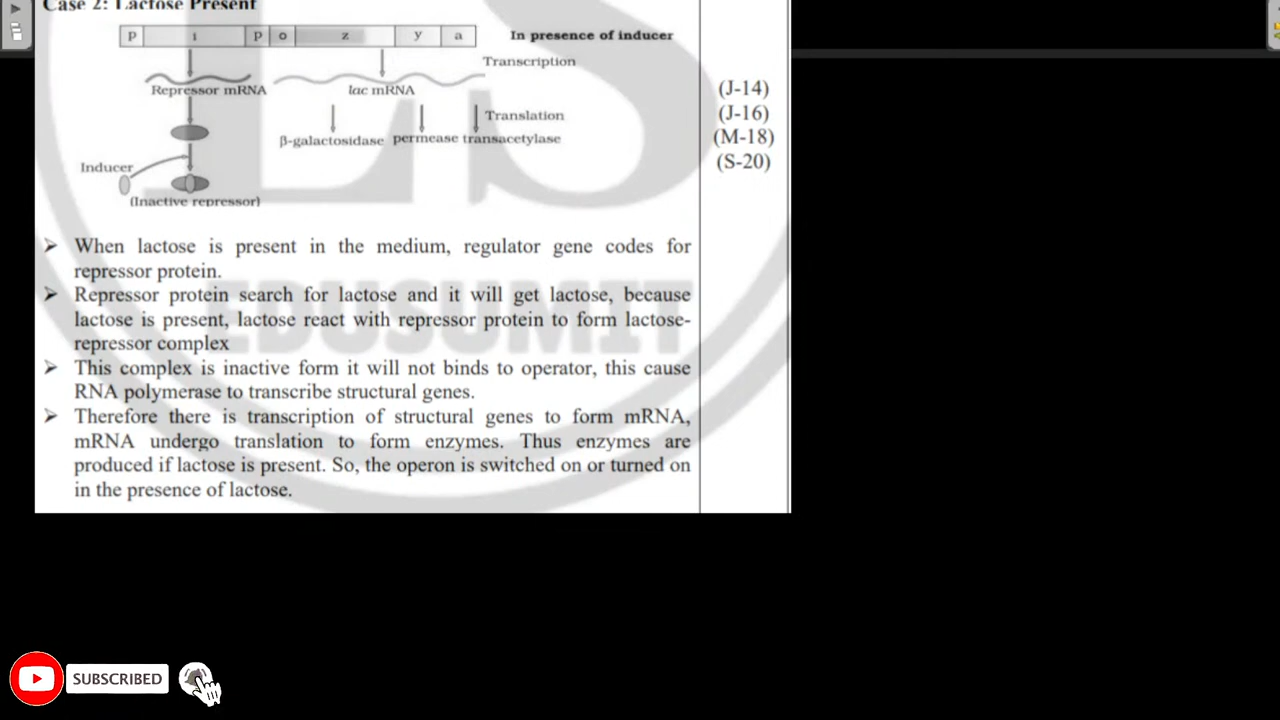 Case 2: Lactose Present
p i p o z y a In presence of inducer
Transcription
Repressor mRNA lac mRNA
Translation
β-galactosidase permease transacetylase
Inducer
(Inactive repressor)
(J-14)
(J-16)
(M-18)
(S-20)
➢ When lactose is present in the medium, regulator gene codes for
repressor protein.
➢ Repressor protein search for lactose and it will get lactose, because
lactose is present, lactose react with repressor protein to form lactose-
repressor complex
➢ This complex is inactive form it will not binds to operator, this cause
RNA polymerase to transcribe structural genes.
➢ Therefore there is transcription of structural genes to form mRNA,
mRNA undergo translation to form enzymes. Thus enzymes are
produced if lactose is present. So, the operon is switched on or turned on
in the presence of lactose.
EDUSUMIT
SUBSCRIBED